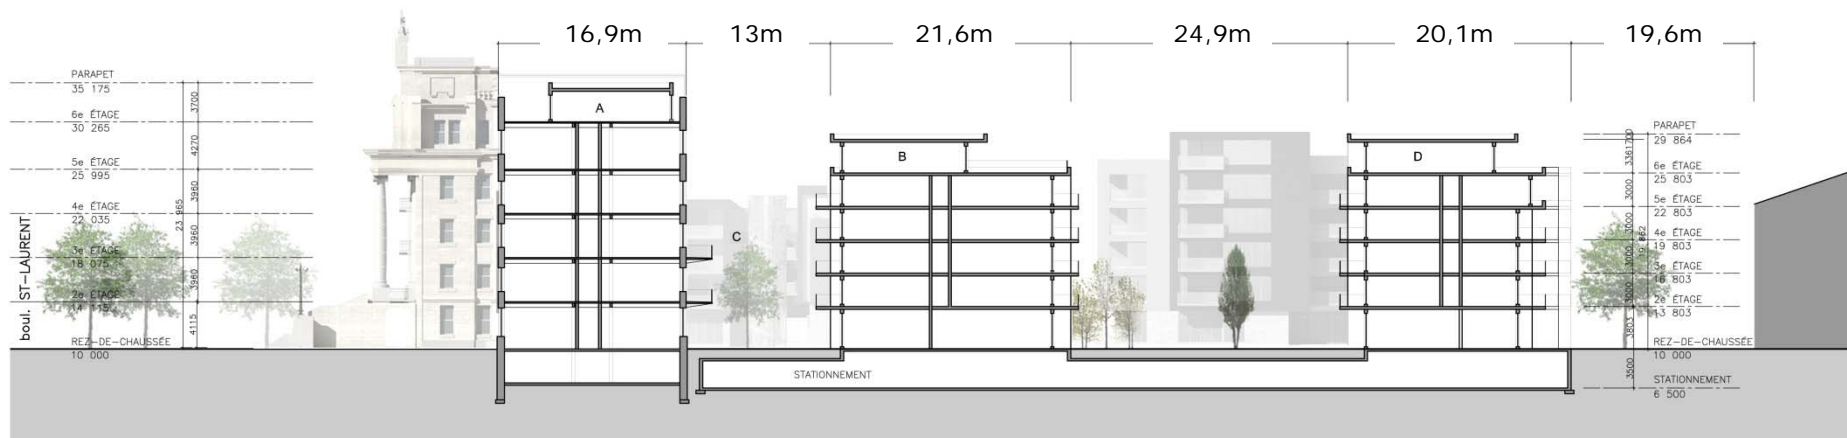 16,9m 13m 21,6m 24,9m 20,1m 19,6m
PARAPET
35 175
6e ÉTAGE
30 265
5e ÉTAGE
25 995
4e ÉTAGE
22 035
3e ÉTAGE
18 075
2e ÉTAGE
14 115
REZ-DE-CHAUSSÉE
10 000
boul. ST-LAURENT
3700
4270
3960
3960
3960
4115
23 965
A
C
B
D
STATIONNEMENT
PARAPET
29 864
6e ÉTAGE
25 803
5e ÉTAGE
22 803
4e ÉTAGE
19 803
3e ÉTAGE
16 803
2e ÉTAGE
13 803
REZ-DE-CHAUSSÉE
10 000
STATIONNEMENT
6 500
700
3361
3000
3000
3000
3000
3803
3500